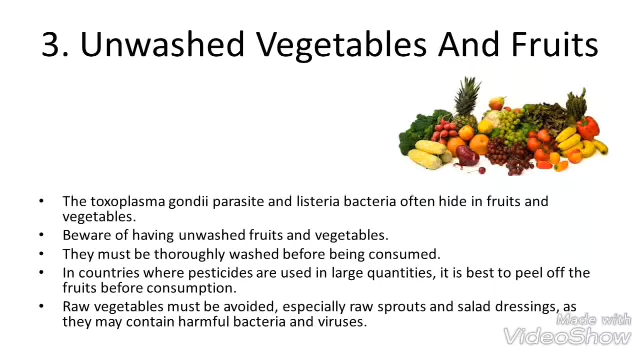 3. Unwashed Vegetables And Fruits
• The toxoplasma gondii parasite and listeria bacteria often hide in fruits and
vegetables.
• Beware of having unwashed fruits and vegetables.
• They must be thoroughly washed before being consumed.
• In countries where pesticides are used in large quantities, it is best to peel off the
fruits before consumption.
• Raw vegetables must be avoided, especially raw sprouts and salad dressings, as
they may contain harmful bacteria and viruses.
Made with
VideoShow